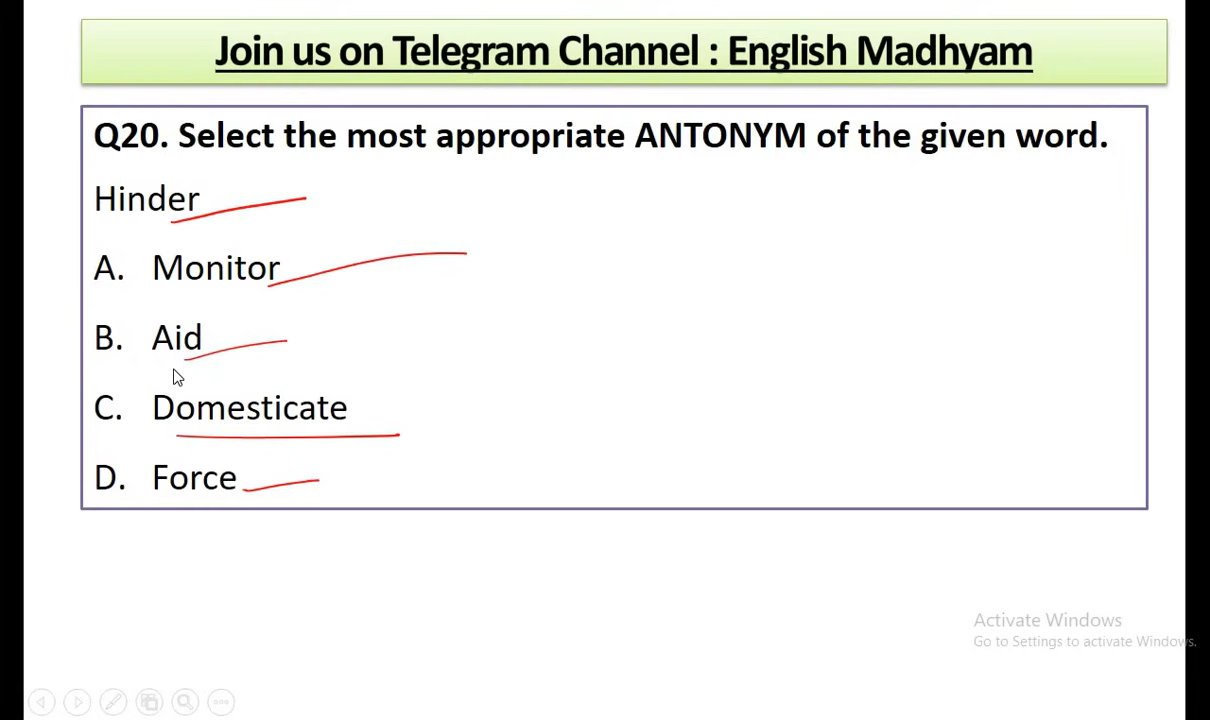 Join us on Telegram Channel : English Madhyam
Q20. Select the most appropriate ANTONYM of the given word.
Hinder
A. Monitor
B. Aid
C. Domesticate
D. Force
Activate Windows
Go to Settings to activate Windows.